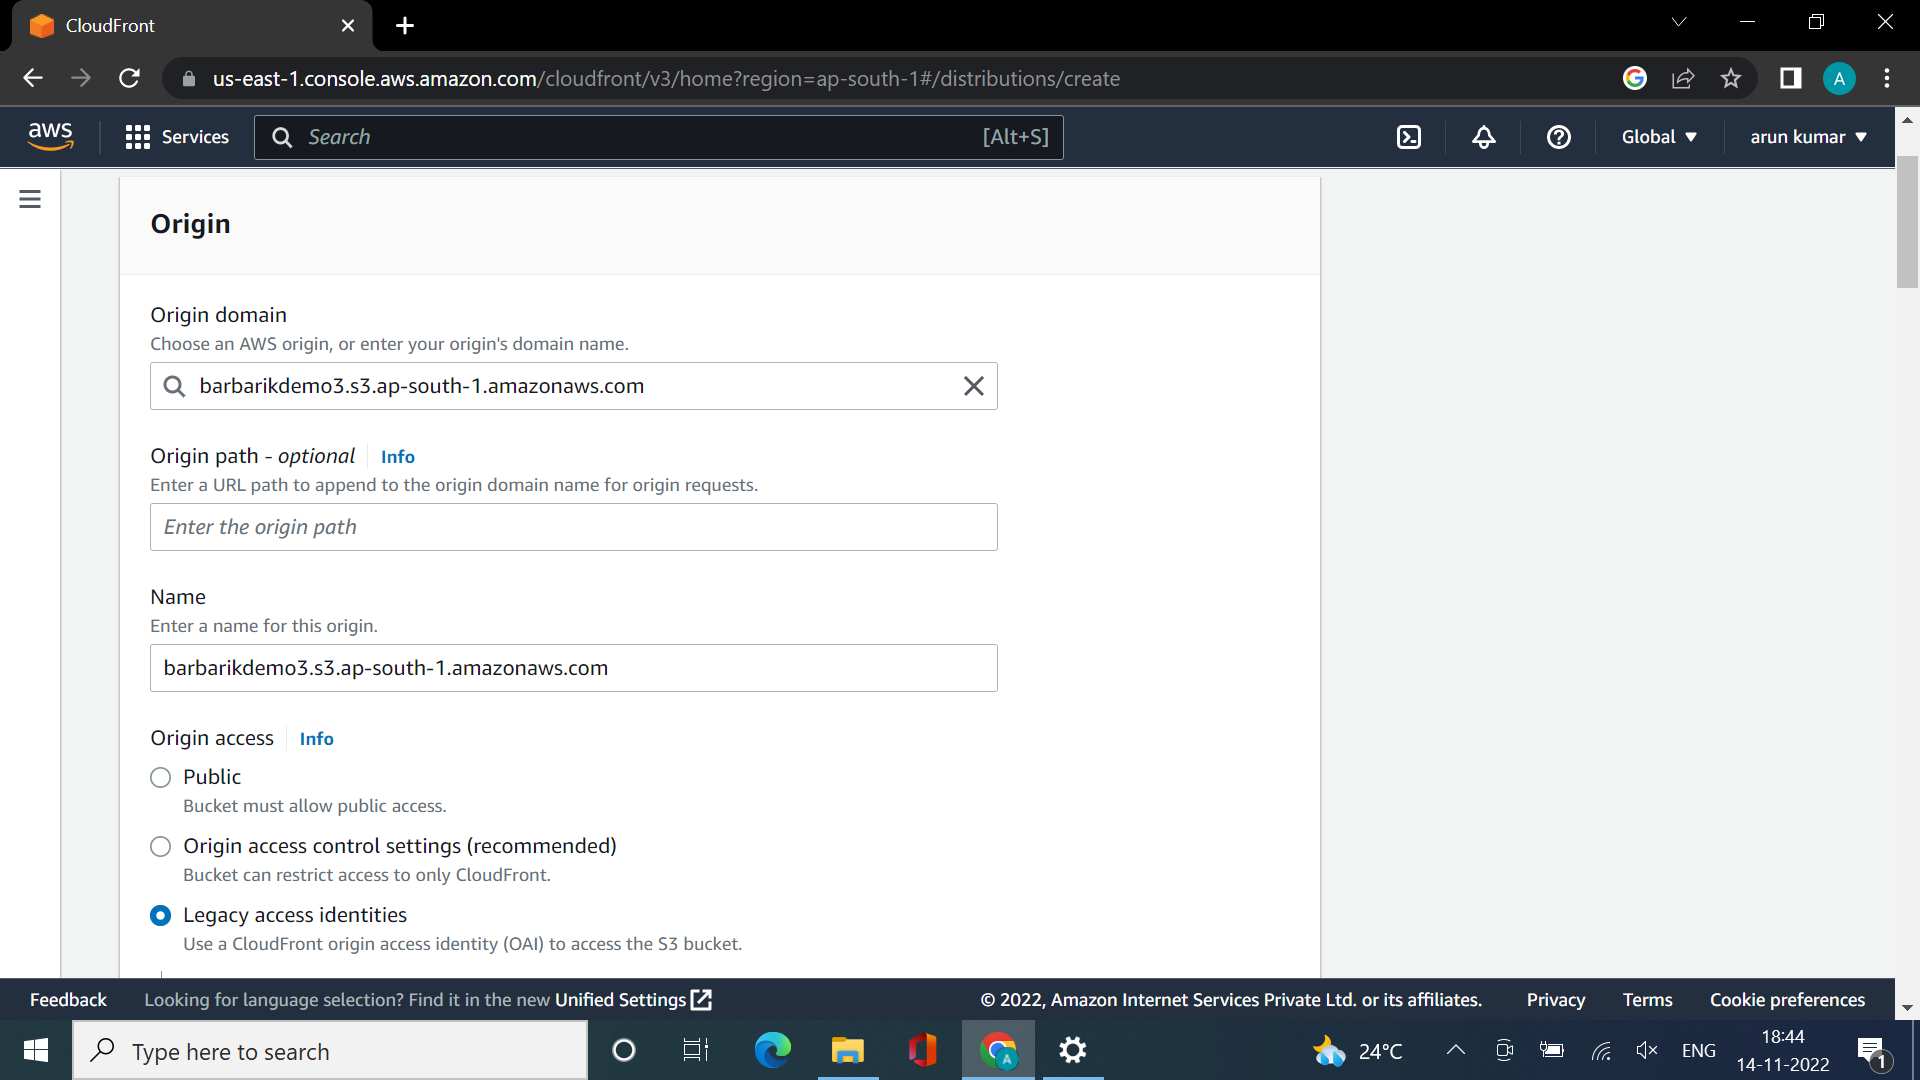 CloudFront
us-east-1.console.aws.amazon.com/cloudfront/v3/home?region=ap-south-1#/distributions/create
A
aws
Services
Search
[Alt+S]
Global
arun kumar
Origin
Origin domain
Choose an AWS origin, or enter your origin's domain name.
barbarikdemo3.s3.ap-south-1.amazonaws.com
Origin path - optional
Info
Enter a URL path to append to the origin domain name for origin requests.
Enter the origin path
Name
Enter a name for this origin.
barbarikdemo3.s3.ap-south-1.amazonaws.com
Origin access
Info
Public
Bucket must allow public access.
Origin access control settings (recommended)
Bucket can restrict access to only CloudFront.
Legacy access identities
Use a CloudFront origin access identity (OAI) to access the S3 bucket.
Feedback
Looking for language selection? Find it in the new Unified Settings
© 2022, Amazon Internet Services Private Ltd. or its affiliates.
Privacy
Terms
Cookie preferences
Type here to search
A
24°C
ENG
18:44
14-11-2022
1